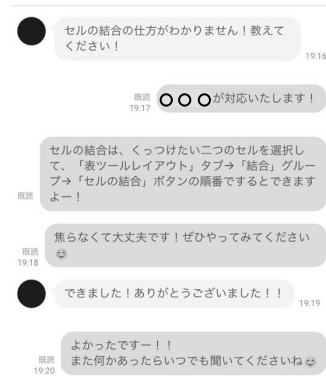 セルの結合の仕方がわかりません！教えて
ください！
19:16
既読
19:17
○○○が対応いたします！
セルの結合は、くっつけたい二つのセルを選択し
て、「表ツールレイアウト」タブ→「結合」グルー
プ→「セルの結合」ボタンの順番でするとできます
よー！
既読
焦らなくて大丈夫です！ぜひやってみてください
😊
既読
19:18
できました！ありがとうございました！！
19:19
よかったですー！！
また何かあったらいつでも聞いてくださいね😊
既読
19:20